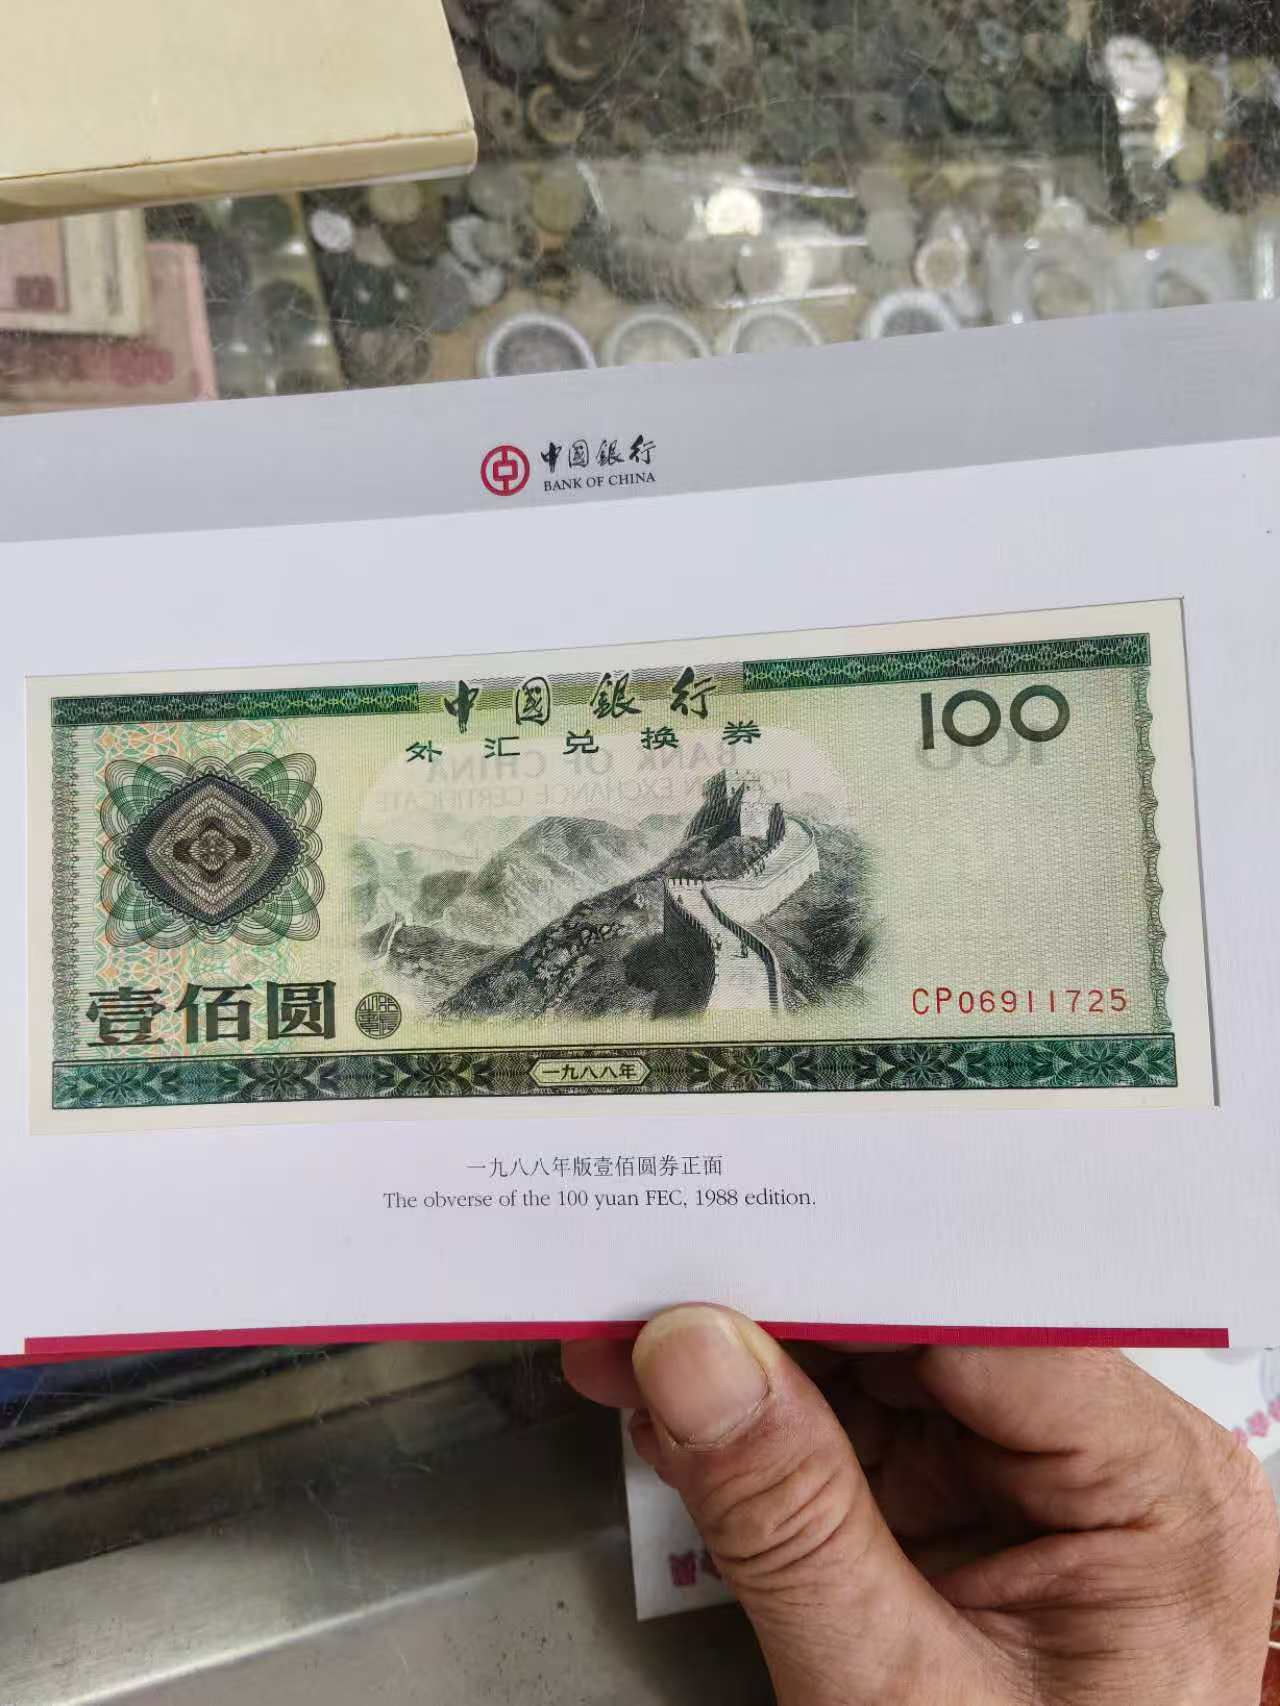 中国銀行
BANK OF CHINA
中国銀行
外汇兑换券
100
壹佰圆
CP06911725
一九八八年
一九八八年版壹佰圆券正面
The obverse of the 100 yuan FEC, 1988 edition.